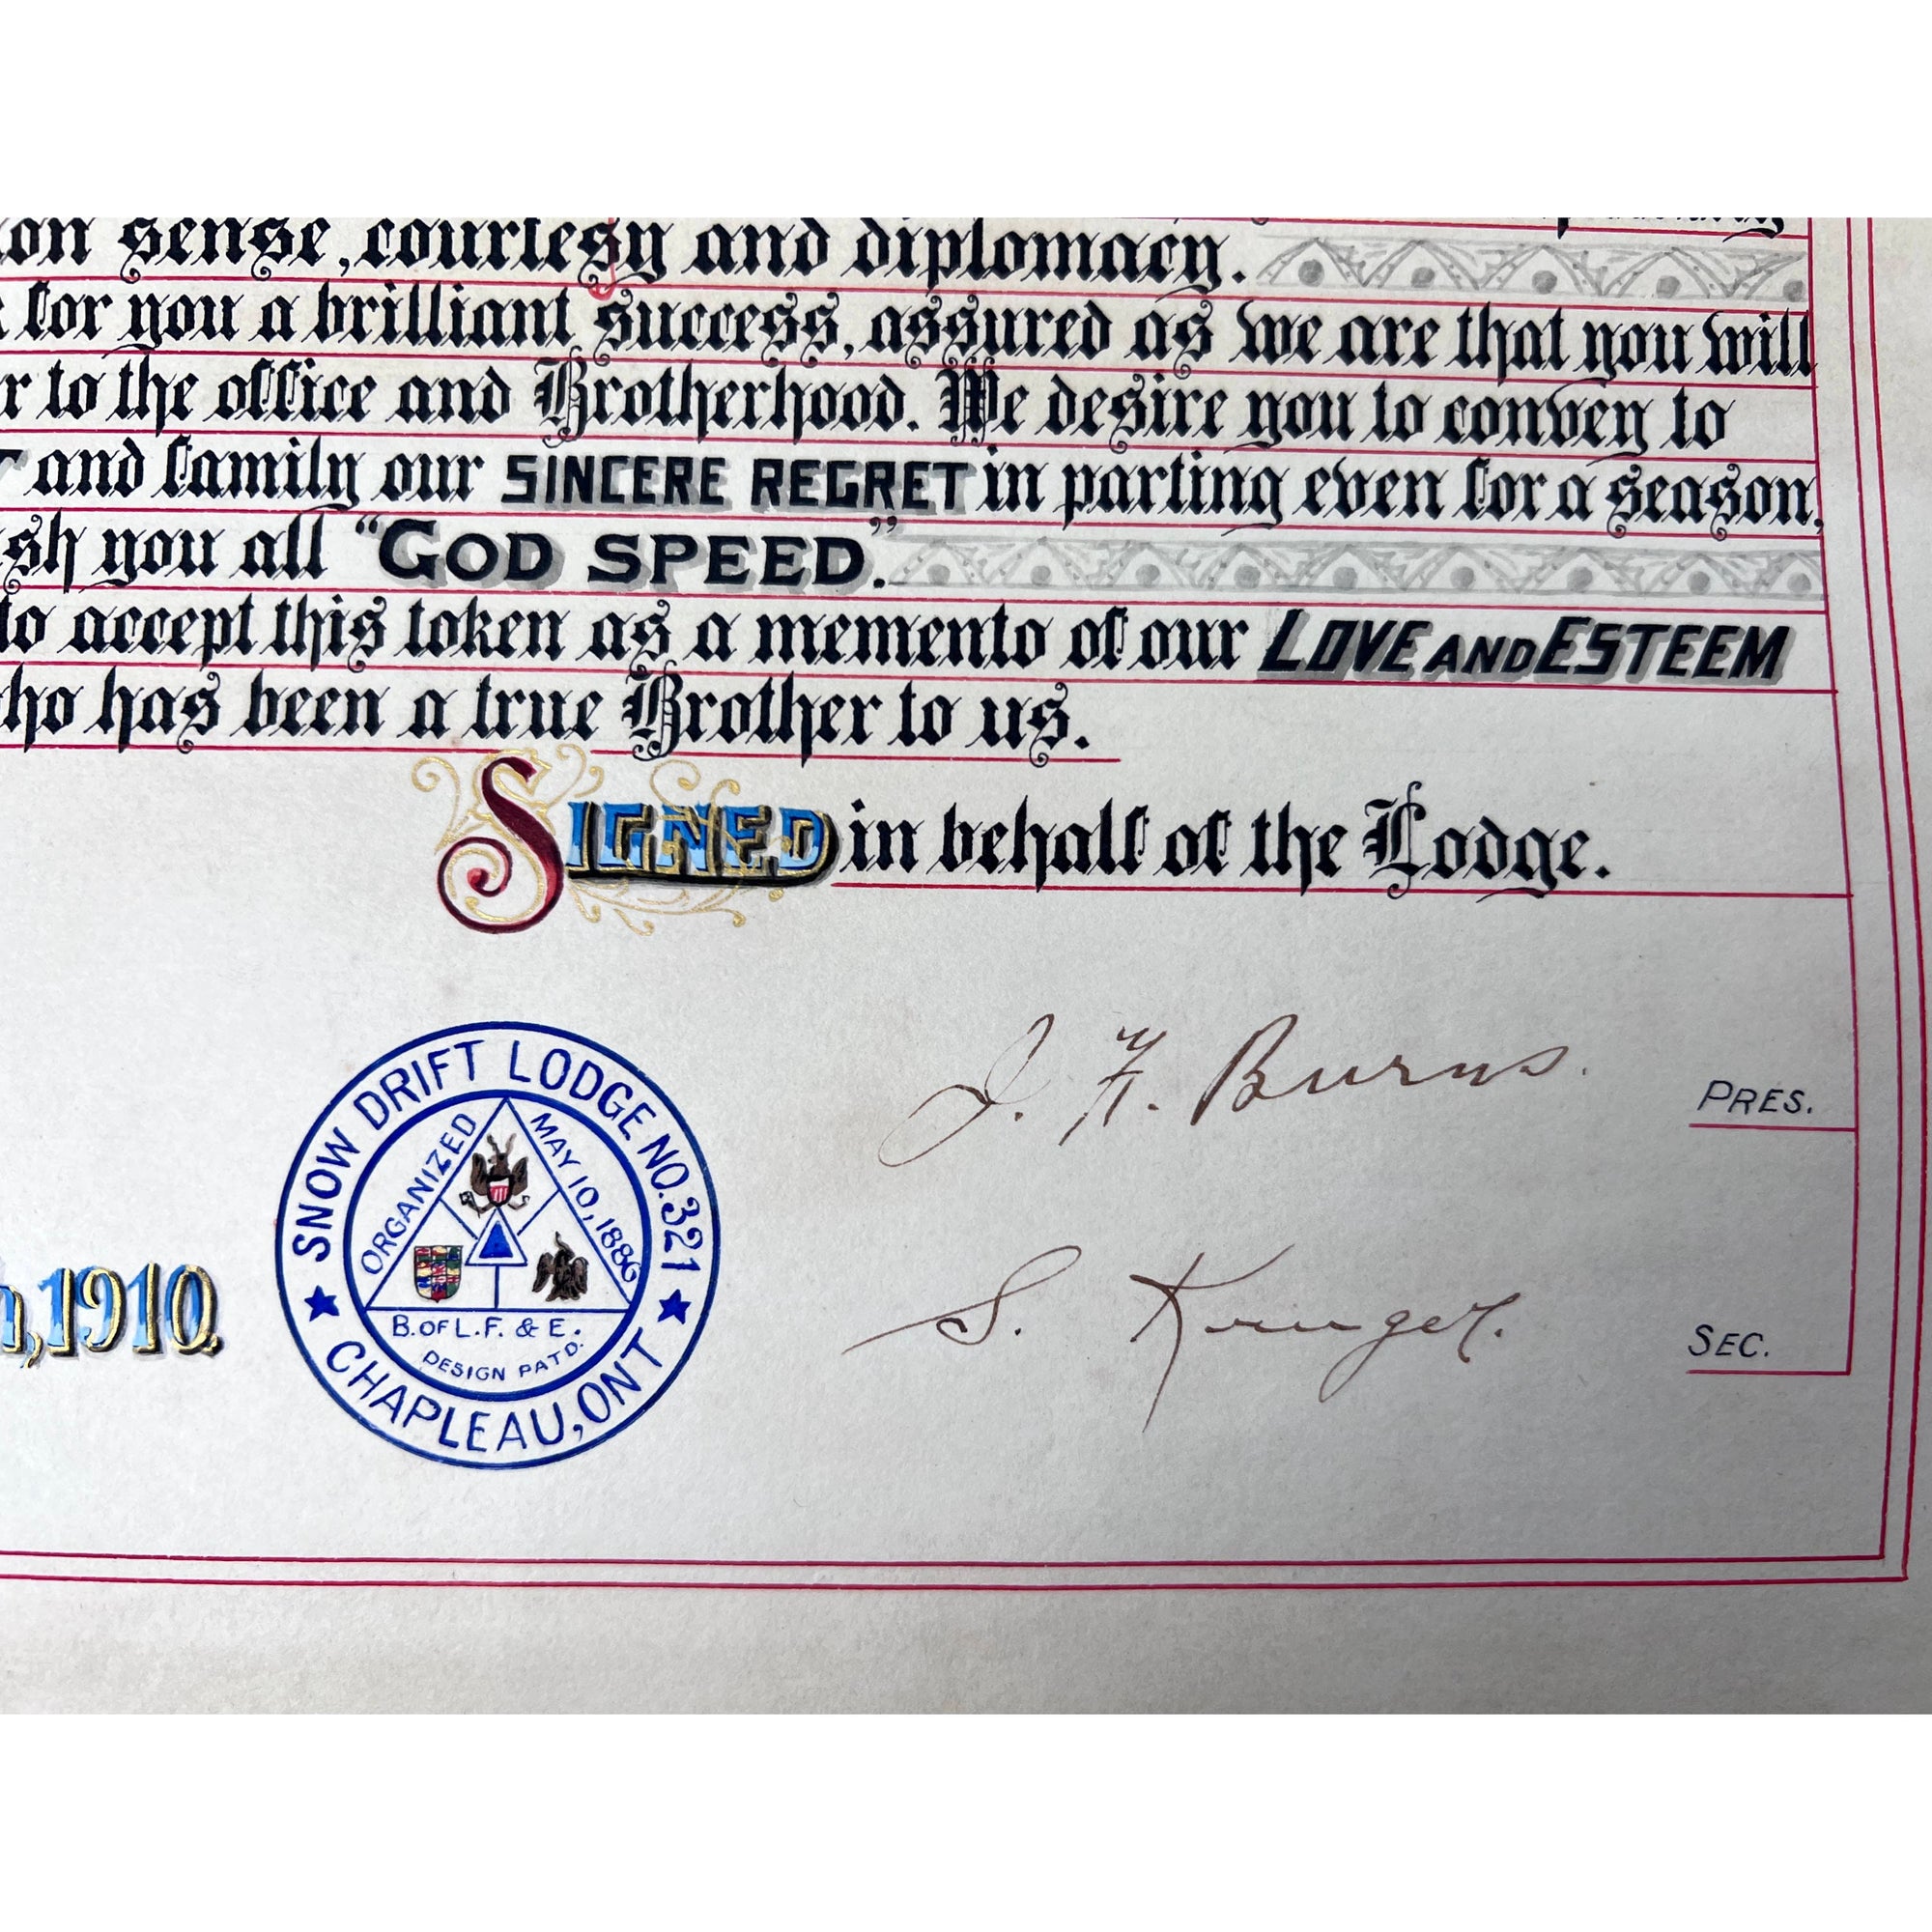 on sense, courtesy and diplomacy.
for you a brilliant success, assured as we are that you will
r to the office and Brotherhood. We desire you to convey to
and family our SINCERE REGRET in parting even for a season,
sh you all "GOD SPEED."
to accept this token as a memento of our LOVE AND ESTEEM
ho has been a true Brother to us.
SIGNED in behalf of the Lodge.
J. F. Burns.
PRES.
SNOW DRIFT LODGE NO. 321
ORGANIZED MAY 10, 1886
B. OF L. F. & E.
DESIGN PATD.
CHAPLEAU, ONT
, 1910.
S. Kruger.
SEC.